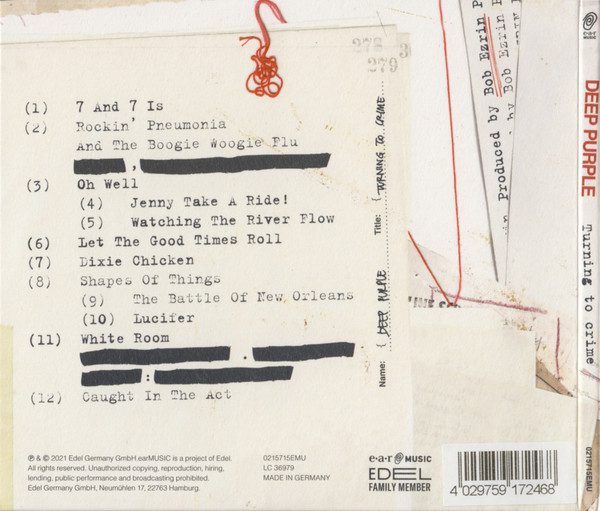 278 3
279
(1) 7 And 7 Is
(2) Rockin' Pneumonia
And The Boogie Woogie Flu
(3) Oh Well
(4) Jenny Take A Ride!
(5) Watching The River Flow
(6) Let The Good Times Roll
(7) Dixie Chicken
(8) Shapes Of Things
(9) The Battle Of New Orleans
(10) Lucifer
(11) White Room
(12) Caught In The Act
Name: ( DEEP PURPLE Title: ( TURNING TO CRIME
Produced by Bob Ezrin
by Bob Ezrin
℗ & © 2021 Edel Germany GmbH.earMUSIC is a project of Edel.
All rights reserved. Unauthorized copying, reproduction, hiring,
lending, public performance and broadcasting prohibited.
Edel Germany GmbH, Neumühlen 17, 22763 Hamburg.
0215715EMU
LC 36979
MADE IN GERMANY
e·a·r MUSIC
EDEL
FAMILY MEMBER
4 029759 172468
e·a·r
DEEP PURPLE Turning to crime 0215715EMU